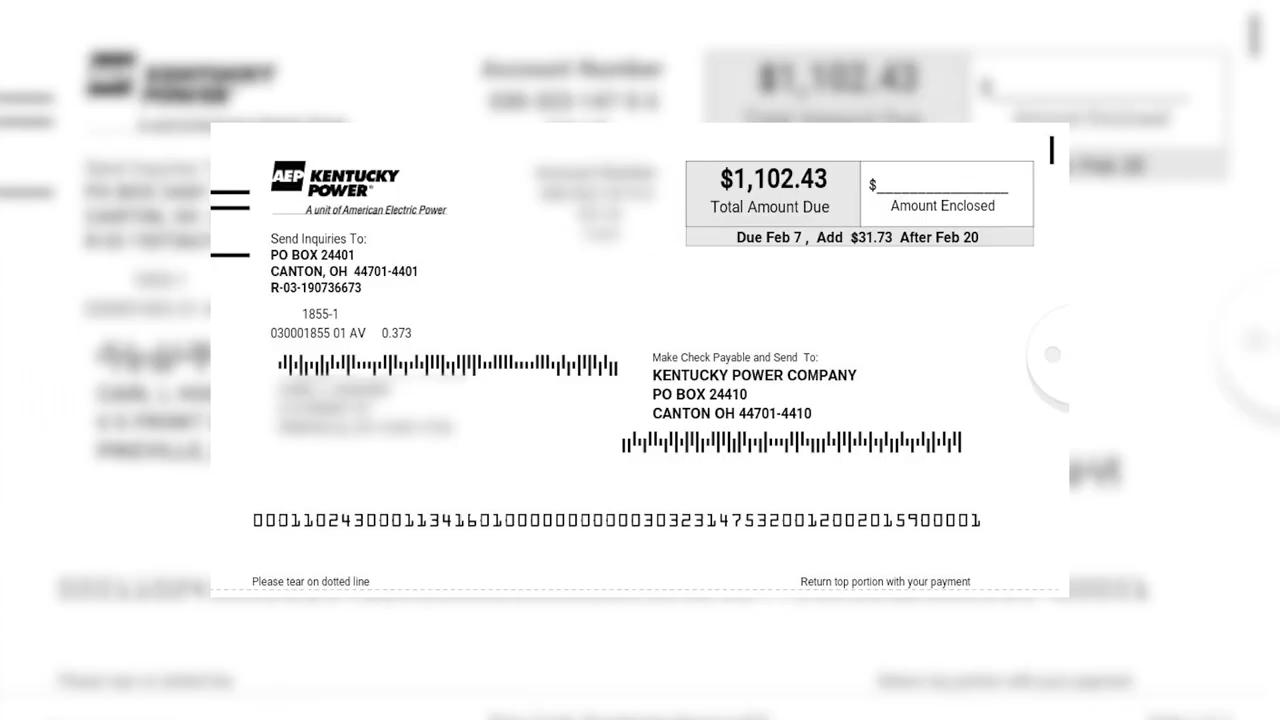 AEP KENTUCKY
POWER®
A unit of American Electric Power
Send Inquiries To:
PO BOX 24401
CANTON, OH 44701-4401
R-03-190736673
1855-1
030001855 01 AV 0.373
$1,102.43
Total Amount Due
$
Amount Enclosed
Due Feb 7 , Add $31.73 After Feb 20
Make Check Payable and Send To:
KENTUCKY POWER COMPANY
PO BOX 24410
CANTON OH 44701-4410
Please tear on dotted line
Return top portion with your payment